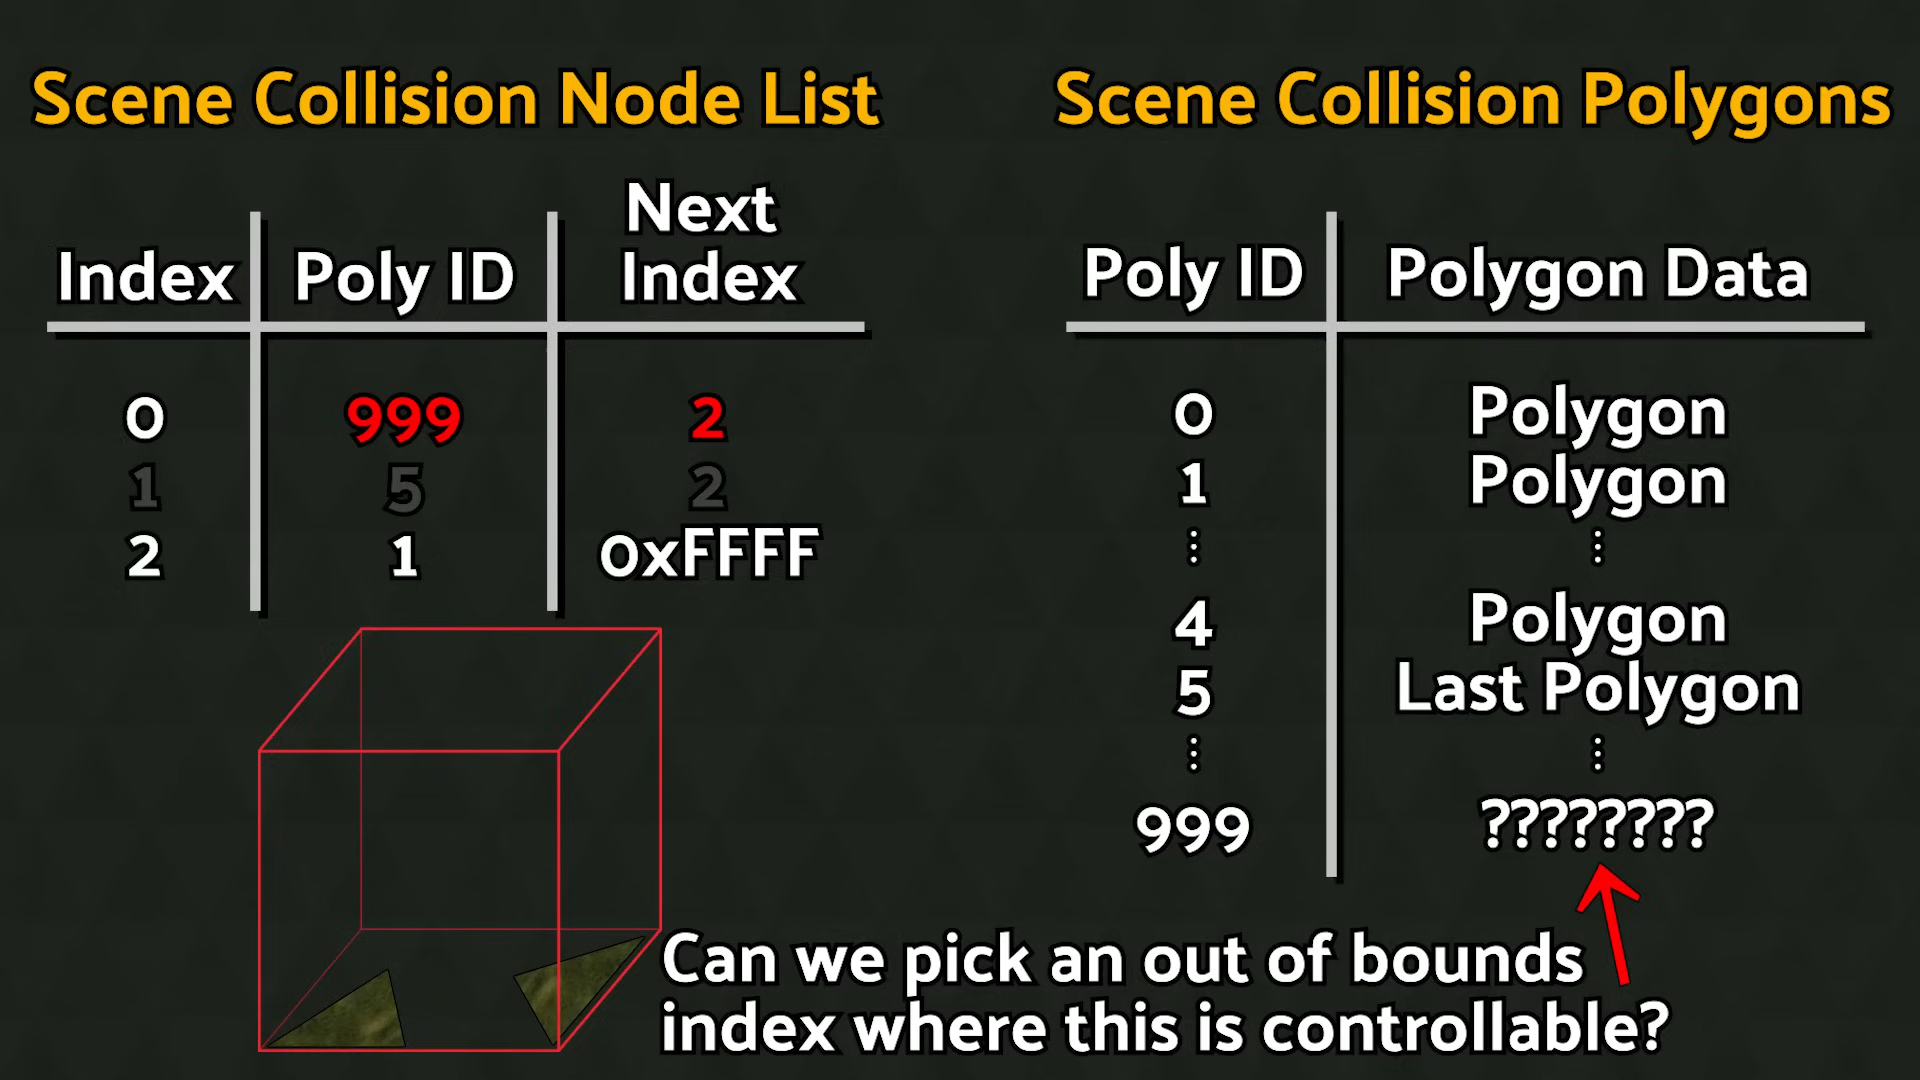 Scene Collision Node List
Index Poly ID Next Index
0 999 2
1 5 2
2 1 0xFFFF
Scene Collision Polygons
Poly ID Polygon Data
0 Polygon
1 Polygon
⋮ ⋮
4 Polygon
5 Last Polygon
⋮ ⋮
999 ????????
Can we pick an out of bounds
index where this is controllable?